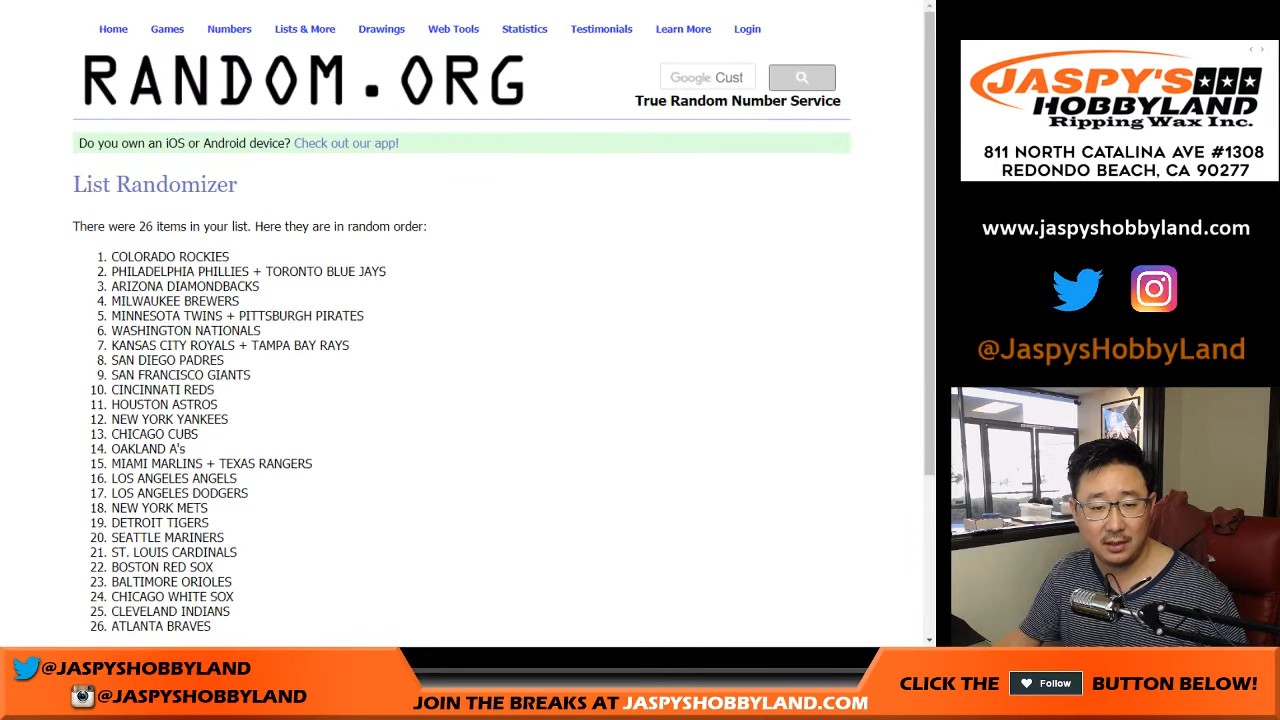 Home Games Numbers Lists & More Drawings Web Tools Statistics Testimonials Learn More Login
RANDOM.ORG
Google Cust
True Random Number Service
Do you own an iOS or Android device? Check out our app!
List Randomizer
There were 26 items in your list. Here they are in random order:
1. COLORADO ROCKIES
2. PHILADELPHIA PHILLIES + TORONTO BLUE JAYS
3. ARIZONA DIAMONDBACKS
4. MILWAUKEE BREWERS
5. MINNESOTA TWINS + PITTSBURGH PIRATES
6. WASHINGTON NATIONALS
7. KANSAS CITY ROYALS + TAMPA BAY RAYS
8. SAN DIEGO PADRES
9. SAN FRANCISCO GIANTS
10. CINCINNATI REDS
11. HOUSTON ASTROS
12. NEW YORK YANKEES
13. CHICAGO CUBS
14. OAKLAND A's
15. MIAMI MARLINS + TEXAS RANGERS
16. LOS ANGELES ANGELS
17. LOS ANGELES DODGERS
18. NEW YORK METS
19. DETROIT TIGERS
20. SEATTLE MARINERS
21. ST. LOUIS CARDINALS
22. BOSTON RED SOX
23. BALTIMORE ORIOLES
24. CHICAGO WHITE SOX
25. CLEVELAND INDIANS
26. ATLANTA BRAVES
JASPY'S
HOBBYLAND
Ripping Wax Inc.
811 NORTH CATALINA AVE #1308
REDONDO BEACH, CA 90277
www.jaspyshobbyland.com
@JaspysHobbyLand
@JASPYSHOBBYLAND
@JASPYSHOBBYLAND
JOIN THE BREAKS AT JASPYSHOBBYLAND.COM
CLICK THE Follow BUTTON BELOW!